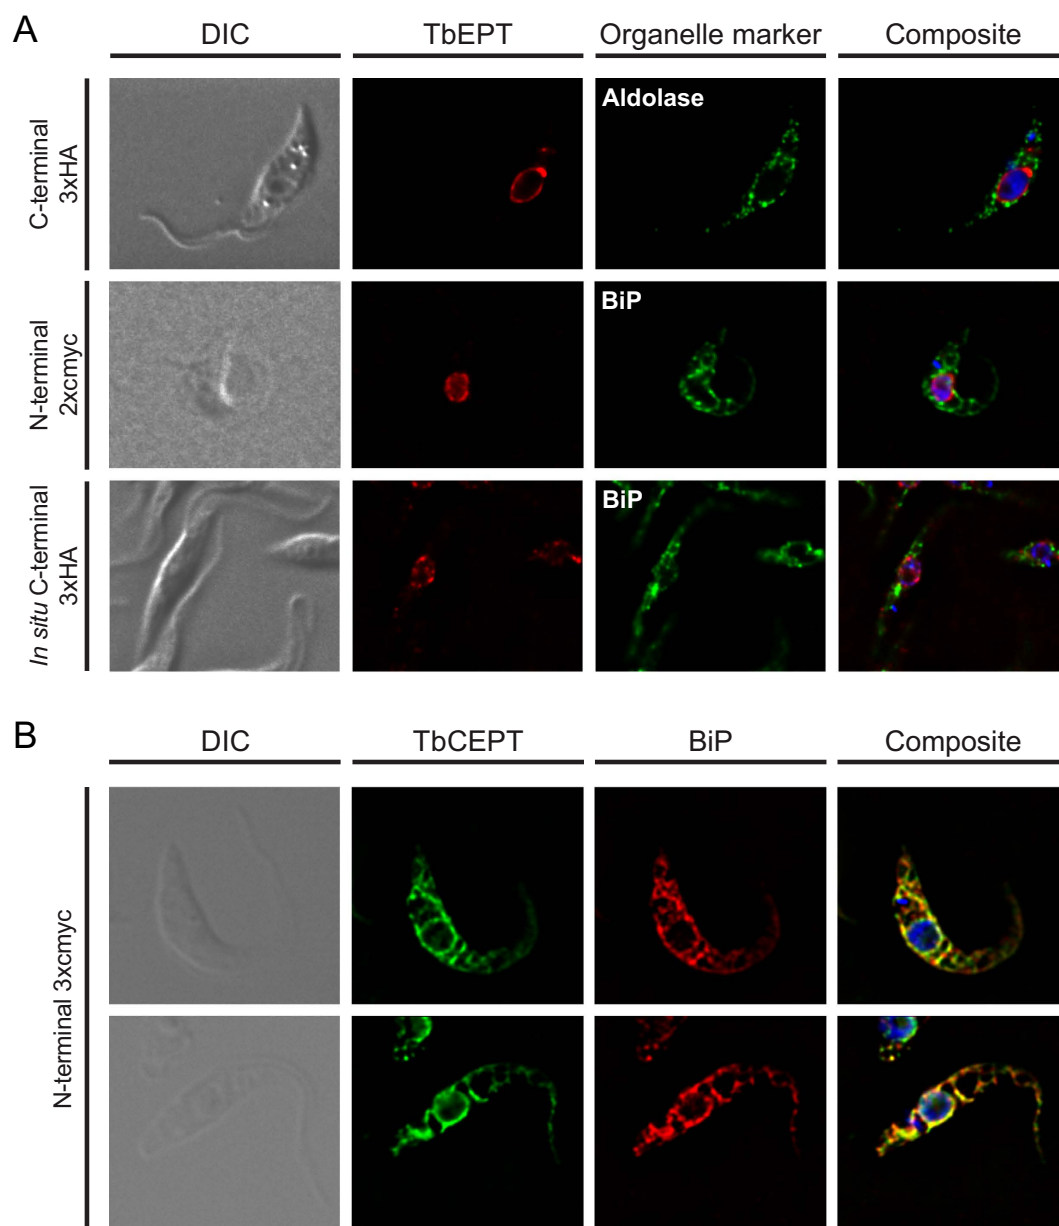 A
DIC
TbEPT
Organelle marker
Composite
C-terminal
3xHA
Aldolase
N-terminal
2xcmyc
BiP
In situ C-terminal
3xHA
BiP
B
DIC
TbCEPT
BiP
Composite
N-terminal 3xcmyc